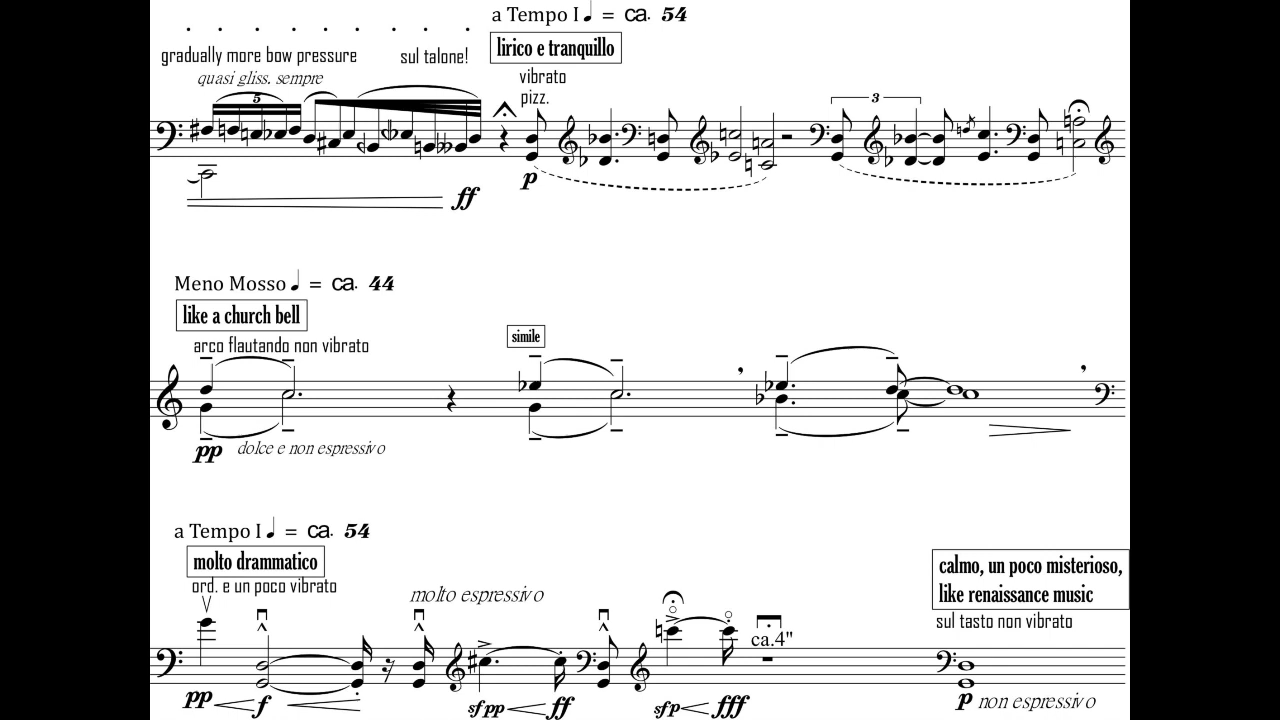 a Tempo I ♩ = ca. 54
gradually more bow pressure sul talone! lirico e tranquillo
quasi gliss. sempre vibrato
pizz.
5 3
p
ff
Meno Mosso ♩ = ca. 44
like a church bell
simile
arco flautando non vibrato
pp dolce e non espressivo
a Tempo I ♩ = ca. 54
molto drammatico calmo, un poco misterioso,
like renaissance music
ord. e un poco vibrato molto espressivo
sul tasto non vibrato
ca.4"
pp f sfpp ff sfp fff p non espressivo